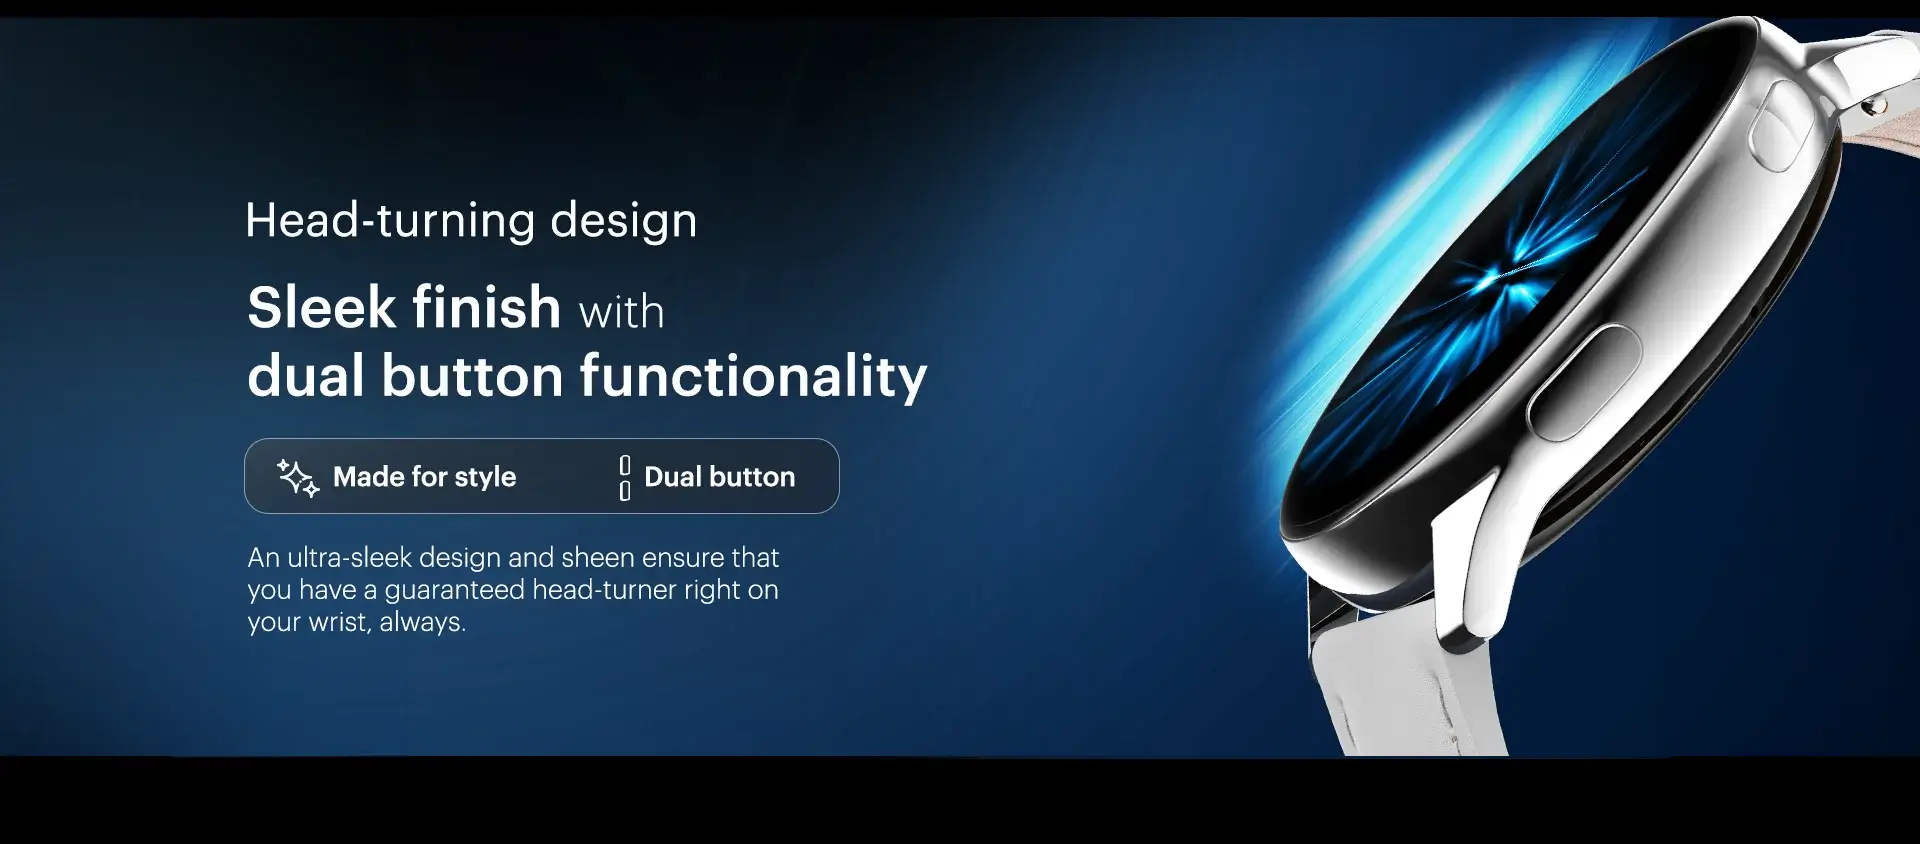 Head-turning design
Sleek finish with
dual button functionality
Made for style
Dual button
An ultra-sleek design and sheen ensure that
you have a guaranteed head-turner right on
your wrist, always.